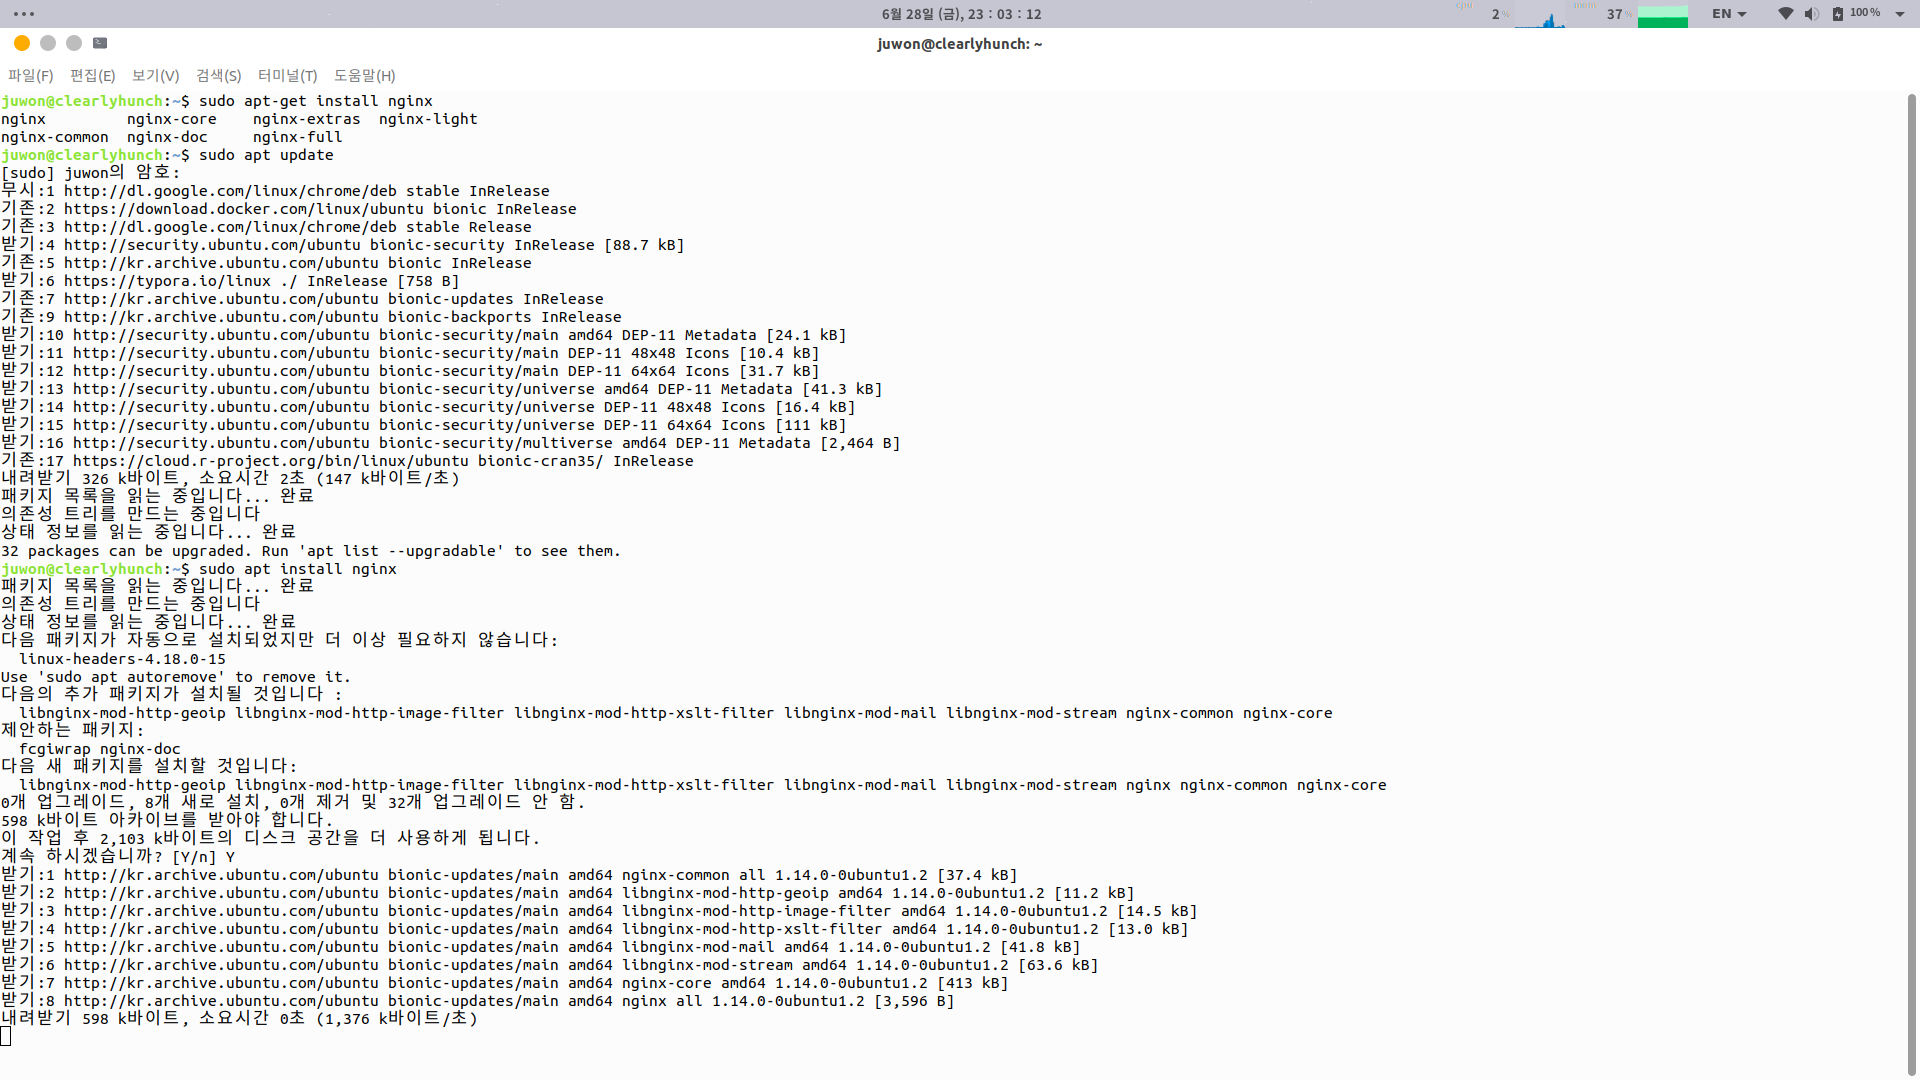 6월 28일 (금), 23 : 03 : 12
cpu 2 % mem 37 % EN 100 %
juwon@clearlyhunch: ~
파일(F) 편집(E) 보기(V) 검색(S) 터미널(T) 도움말(H)
juwon@clearlyhunch:~$ sudo apt-get install nginx
nginx         nginx-core    nginx-extras  nginx-light
nginx-common  nginx-doc     nginx-full
juwon@clearlyhunch:~$ sudo apt update
[sudo] juwon의 암호:
무시:1 http://dl.google.com/linux/chrome/deb stable InRelease
기존:2 https://download.docker.com/linux/ubuntu bionic InRelease
기존:3 http://dl.google.com/linux/chrome/deb stable Release
받기:4 http://security.ubuntu.com/ubuntu bionic-security InRelease [88.7 kB]
기존:5 http://kr.archive.ubuntu.com/ubuntu bionic InRelease
받기:6 https://typora.io/linux ./ InRelease [758 B]
기존:7 http://kr.archive.ubuntu.com/ubuntu bionic-updates InRelease
기존:9 http://kr.archive.ubuntu.com/ubuntu bionic-backports InRelease
받기:10 http://security.ubuntu.com/ubuntu bionic-security/main amd64 DEP-11 Metadata [24.1 kB]
받기:11 http://security.ubuntu.com/ubuntu bionic-security/main DEP-11 48x48 Icons [10.4 kB]
받기:12 http://security.ubuntu.com/ubuntu bionic-security/main DEP-11 64x64 Icons [31.7 kB]
받기:13 http://security.ubuntu.com/ubuntu bionic-security/universe amd64 DEP-11 Metadata [41.3 kB]
받기:14 http://security.ubuntu.com/ubuntu bionic-security/universe DEP-11 48x48 Icons [16.4 kB]
받기:15 http://security.ubuntu.com/ubuntu bionic-security/universe DEP-11 64x64 Icons [111 kB]
받기:16 http://security.ubuntu.com/ubuntu bionic-security/multiverse amd64 DEP-11 Metadata [2,464 B]
기존:17 https://cloud.r-project.org/bin/linux/ubuntu bionic-cran35/ InRelease
내려받기 326 k바이트, 소요시간 2초 (147 k바이트/초)
패키지 목록을 읽는 중입니다... 완료
의존성 트리를 만드는 중입니다
상태 정보를 읽는 중입니다... 완료
32 packages can be upgraded. Run 'apt list --upgradable' to see them.
juwon@clearlyhunch:~$ sudo apt install nginx
패키지 목록을 읽는 중입니다... 완료
의존성 트리를 만드는 중입니다
상태 정보를 읽는 중입니다... 완료
다음 패키지가 자동으로 설치되었지만 더 이상 필요하지 않습니다:
  linux-headers-4.18.0-15
Use 'sudo apt autoremove' to remove it.
다음의 추가 패키지가 설치될 것입니다 :
  libnginx-mod-http-geoip libnginx-mod-http-image-filter libnginx-mod-http-xslt-filter libnginx-mod-mail libnginx-mod-stream nginx-common nginx-core
제안하는 패키지:
  fcgiwrap nginx-doc
다음 새 패키지를 설치할 것입니다:
  libnginx-mod-http-geoip libnginx-mod-http-image-filter libnginx-mod-http-xslt-filter libnginx-mod-mail libnginx-mod-stream nginx nginx-common nginx-core
0개 업그레이드, 8개 새로 설치, 0개 제거 및 32개 업그레이드 안 함.
598 k바이트 아카이브를 받아야 합니다.
이 작업 후 2,103 k바이트의 디스크 공간을 더 사용하게 됩니다.
계속 하시겠습니까? [Y/n] Y
받기:1 http://kr.archive.ubuntu.com/ubuntu bionic-updates/main amd64 nginx-common all 1.14.0-0ubuntu1.2 [37.4 kB]
받기:2 http://kr.archive.ubuntu.com/ubuntu bionic-updates/main amd64 libnginx-mod-http-geoip amd64 1.14.0-0ubuntu1.2 [11.2 kB]
받기:3 http://kr.archive.ubuntu.com/ubuntu bionic-updates/main amd64 libnginx-mod-http-image-filter amd64 1.14.0-0ubuntu1.2 [14.5 kB]
받기:4 http://kr.archive.ubuntu.com/ubuntu bionic-updates/main amd64 libnginx-mod-http-xslt-filter amd64 1.14.0-0ubuntu1.2 [13.0 kB]
받기:5 http://kr.archive.ubuntu.com/ubuntu bionic-updates/main amd64 libnginx-mod-mail amd64 1.14.0-0ubuntu1.2 [41.8 kB]
받기:6 http://kr.archive.ubuntu.com/ubuntu bionic-updates/main amd64 libnginx-mod-stream amd64 1.14.0-0ubuntu1.2 [63.6 kB]
받기:7 http://kr.archive.ubuntu.com/ubuntu bionic-updates/main amd64 nginx-core amd64 1.14.0-0ubuntu1.2 [413 kB]
받기:8 http://kr.archive.ubuntu.com/ubuntu bionic-updates/main amd64 nginx all 1.14.0-0ubuntu1.2 [3,596 B]
내려받기 598 k바이트, 소요시간 0초 (1,376 k바이트/초)